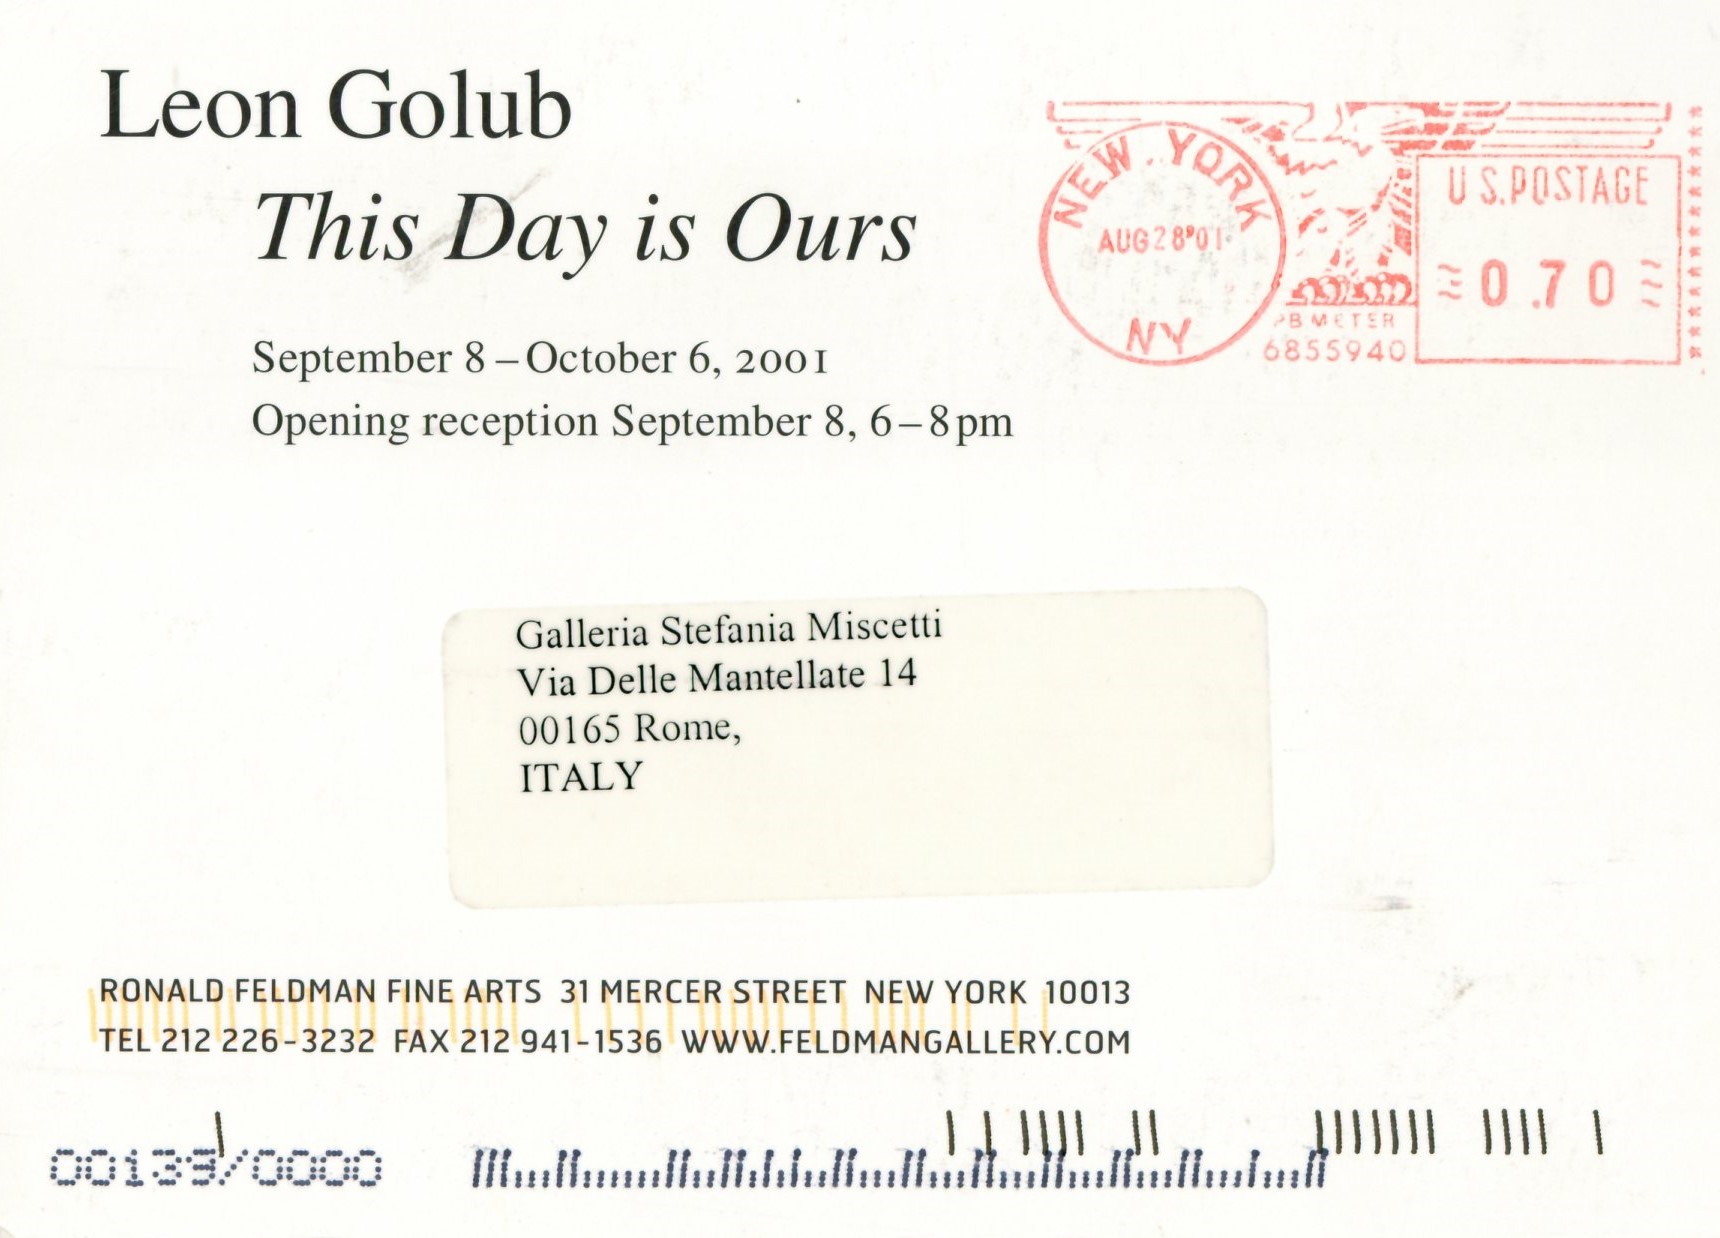 Leon Golub
This Day is Ours
September 8 – October 6, 2001
Opening reception September 8, 6 – 8 pm
NEW YORK
AUG 28 '01
NY
PB METER
6855940
U.S. POSTAGE
0.70
Galleria Stefania Miscetti
Via Delle Mantellate 14
00165 Rome,
ITALY
RONALD FELDMAN FINE ARTS 31 MERCER STREET NEW YORK 10013
TEL 212 226-3232 FAX 212 941-1536 WWW.FELDMANGALLERY.COM